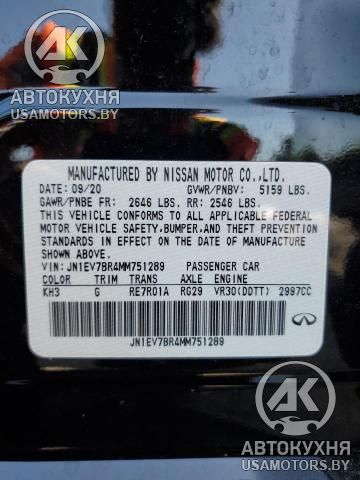 АК
АВТОКУХНЯ
USAMOTORS.BY
MANUFACTURED BY NISSAN MOTOR CO.,LTD.
DATE: 09/20 GVWR/PNBV: 5159 LBS.
GAWR/PNBE FR: 2646 LBS. RR: 2546 LBS.
THIS VEHICLE CONFORMS TO ALL APPLICABLE FEDERAL
MOTOR VEHICLE SAFETY, BUMPER, AND THEFT PREVENTION
STANDARDS IN EFFECT ON THE DATE OF MANUFACTURE
SHOWN ABOVE.
VIN: JN1EV7BR4MM751289 PASSENGER CAR
COLOR TRIM TRANS AXLE ENGINE
KH3 G RE7R01A RG29 VR30(DDTT) 2997CC
JN1EV7BR4MM751289
INFINITI
АК
АВТОКУХНЯ
USAMOTORS.BY